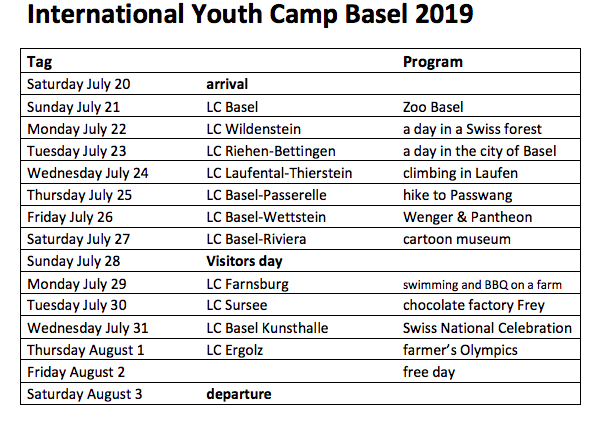 International Youth Camp Basel 2019
Tag Program
Saturday July 20 arrival
Sunday July 21 LC Basel Zoo Basel
Monday July 22 LC Wildenstein a day in a Swiss forest
Tuesday July 23 LC Riehen-Bettingen a day in the city of Basel
Wednesday July 24 LC Laufental-Thierstein climbing in Laufen
Thursday July 25 LC Basel-Passerelle hike to Passwang
Friday July 26 LC Basel-Wettstein Wenger & Pantheon
Saturday July 27 LC Basel-Riviera cartoon museum
Sunday July 28 Visitors day
Monday July 29 LC Farnsburg swimming and BBQ on a farm
Tuesday July 30 LC Sursee chocolate factory Frey
Wednesday July 31 LC Basel Kunsthalle Swiss National Celebration
Thursday August 1 LC Ergolz farmer’s Olympics
Friday August 2 free day
Saturday August 3 departure